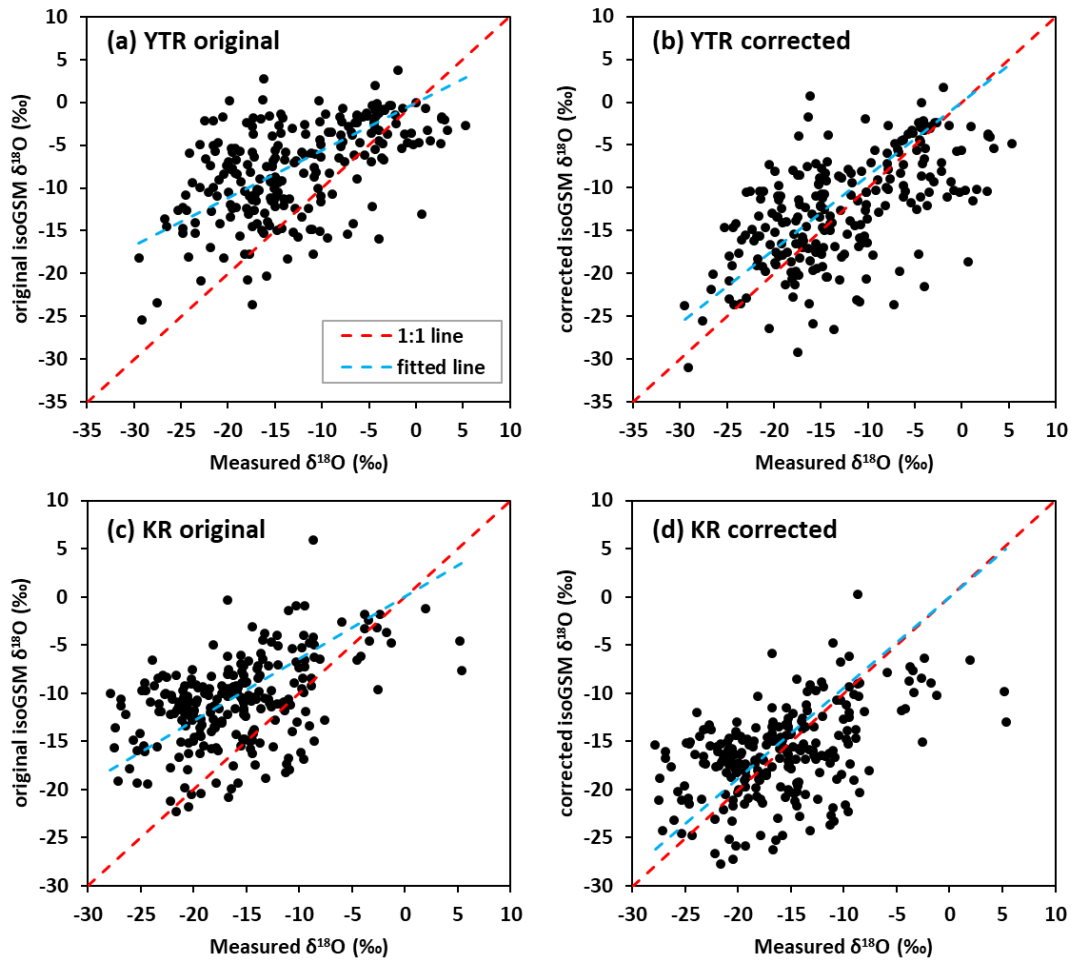 (a) YTR original
10
5
0
-5
-10
-15
-20
-25
-30
-35
original isoGSM δ¹⁸O (‰)
1:1 line
fitted line
-35 -30 -25 -20 -15 -10 -5 0 5 10
Measured δ¹⁸O (‰)
(b) YTR corrected
10
5
0
-5
-10
-15
-20
-25
-30
-35
corrected isoGSM δ¹⁸O (‰)
-35 -30 -25 -20 -15 -10 -5 0 5 10
Measured δ¹⁸O (‰)
(c) KR original
10
5
0
-5
-10
-15
-20
-25
-30
original isoGSM δ¹⁸O (‰)
-30 -25 -20 -15 -10 -5 0 5 10
Measured δ¹⁸O (‰)
(d) KR corrected
10
5
0
-5
-10
-15
-20
-25
-30
corrected isoGSM δ¹⁸O (‰)
-30 -25 -20 -15 -10 -5 0 5 10
Measured δ¹⁸O (‰)